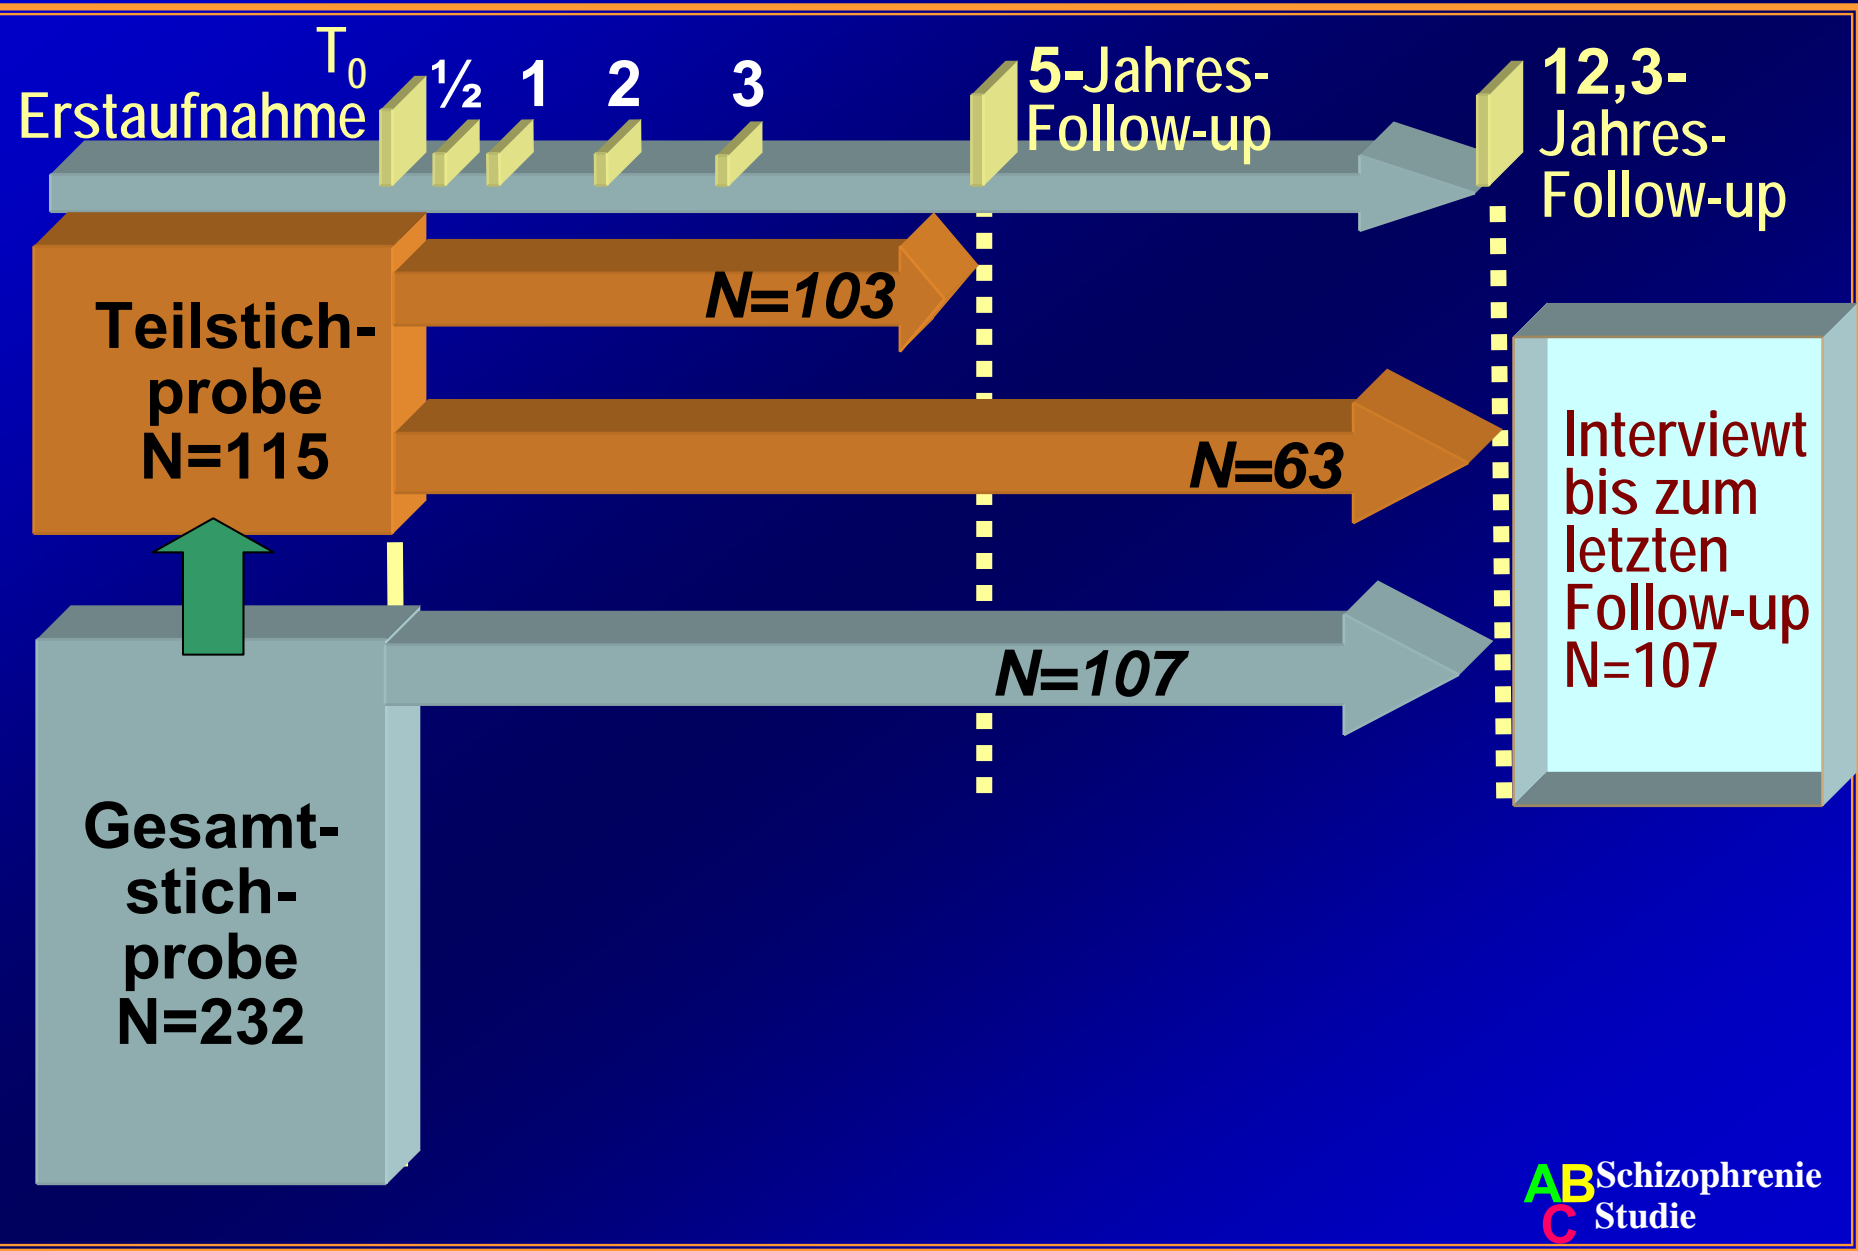 T0
Erstaufnahme
½ 1 2 3
5-Jahres-
Follow-up
12,3-
Jahres-
Follow-up
Teilstich-
probe
N=115
N=103
N=63
Interviewt
bis zum
letzten
Follow-up
N=107
N=107
Gesamt-
stich-
probe
N=232
ABC Schizophrenie
Studie